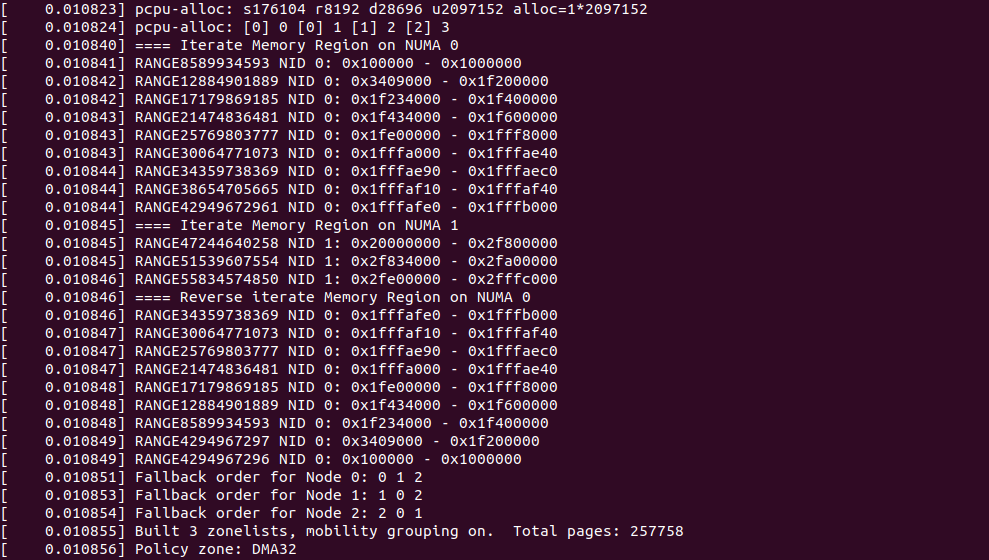 [    0.010823] pcpu-alloc: s176104 r8192 d28696 u2097152 alloc=1*2097152
[    0.010824] pcpu-alloc: [0] 0 [0] 1 [1] 2 [2] 3
[    0.010840] ==== Iterate Memory Region on NUMA 0
[    0.010841] RANGE8589934593 NID 0: 0x100000 - 0x1000000
[    0.010842] RANGE12884901889 NID 0: 0x3409000 - 0x1f200000
[    0.010842] RANGE17179869185 NID 0: 0x1f234000 - 0x1f400000
[    0.010843] RANGE21474836481 NID 0: 0x1f434000 - 0x1f600000
[    0.010843] RANGE25769803777 NID 0: 0x1fe00000 - 0x1fff8000
[    0.010843] RANGE30064771073 NID 0: 0x1fffa000 - 0x1fffae40
[    0.010844] RANGE34359738369 NID 0: 0x1fffae90 - 0x1fffaec0
[    0.010844] RANGE38654705665 NID 0: 0x1fffaf10 - 0x1fffaf40
[    0.010844] RANGE42949672961 NID 0: 0x1fffafe0 - 0x1fffb000
[    0.010845] ==== Iterate Memory Region on NUMA 1
[    0.010845] RANGE47244640258 NID 1: 0x20000000 - 0x2f800000
[    0.010845] RANGE51539607554 NID 1: 0x2f834000 - 0x2fa00000
[    0.010846] RANGE55834574850 NID 1: 0x2fe00000 - 0x2fffc000
[    0.010846] ==== Reverse iterate Memory Region on NUMA 0
[    0.010846] RANGE34359738369 NID 0: 0x1fffafe0 - 0x1fffb000
[    0.010847] RANGE30064771073 NID 0: 0x1fffaf10 - 0x1fffaf40
[    0.010847] RANGE25769803777 NID 0: 0x1fffae90 - 0x1fffaec0
[    0.010847] RANGE21474836481 NID 0: 0x1fffa000 - 0x1fffae40
[    0.010848] RANGE17179869185 NID 0: 0x1fe00000 - 0x1fff8000
[    0.010848] RANGE12884901889 NID 0: 0x1f434000 - 0x1f600000
[    0.010848] RANGE8589934593 NID 0: 0x1f234000 - 0x1f400000
[    0.010849] RANGE4294967297 NID 0: 0x3409000 - 0x1f200000
[    0.010849] RANGE4294967296 NID 0: 0x100000 - 0x1000000
[    0.010851] Fallback order for Node 0: 0 1 2
[    0.010853] Fallback order for Node 1: 1 0 2
[    0.010854] Fallback order for Node 2: 2 0 1
[    0.010855] Built 3 zonelists, mobility grouping on.  Total pages: 257758
[    0.010856] Policy zone: DMA32